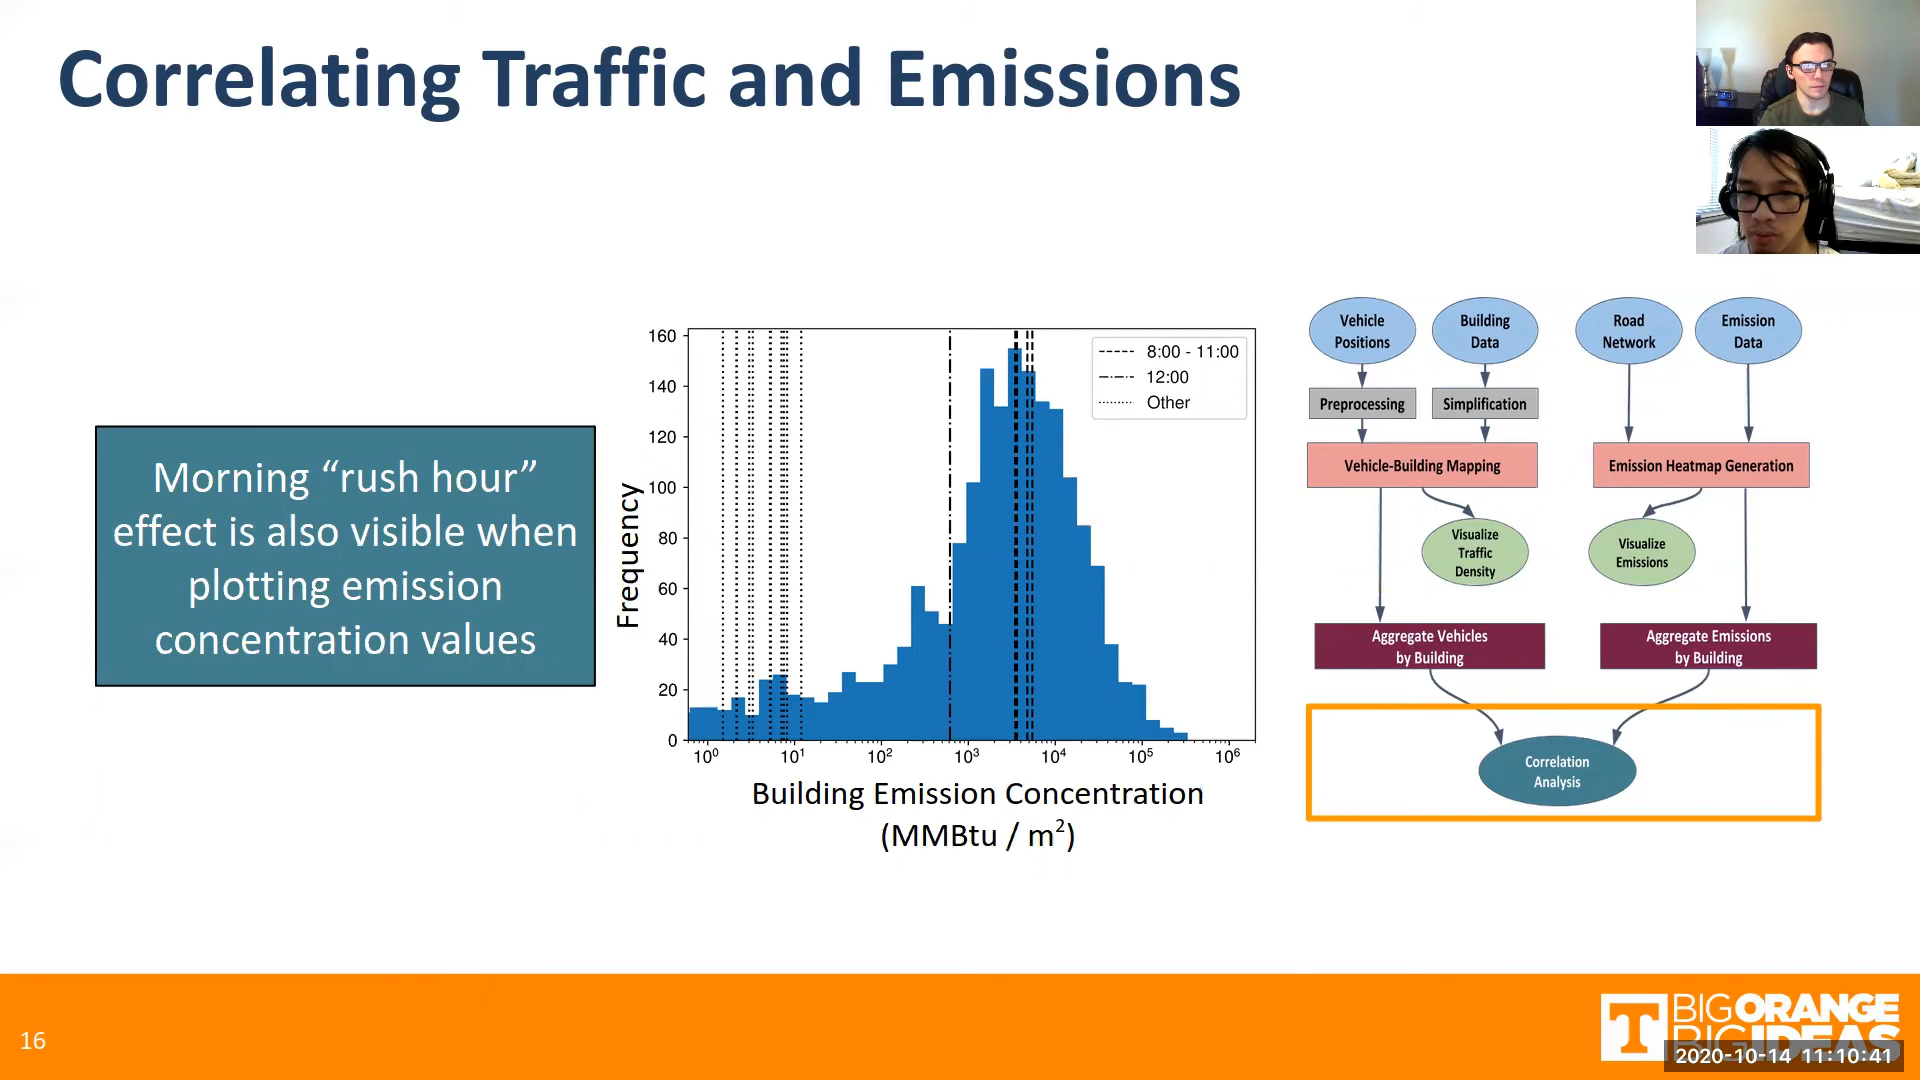 Correlating Traffic and Emissions
Morning “rush hour”
effect is also visible when
plotting emission
concentration values
Frequency
160
140
120
100
80
60
40
20
0
8:00 - 11:00
12:00
Other
10⁰
10¹
10²
10³
10⁴
10⁵
10⁶
Building Emission Concentration
(MMBtu / m²)
Vehicle
Positions
Building
Data
Road
Network
Emission
Data
Preprocessing
Simplification
Vehicle-Building Mapping
Emission Heatmap Generation
Visualize
Traffic
Density
Visualize
Emissions
Aggregate Vehicles
by Building
Aggregate Emissions
by Building
Correlation
Analysis
16
T
BIG ORANGE
BIG IDEAS
2020-10-14 11:10:41